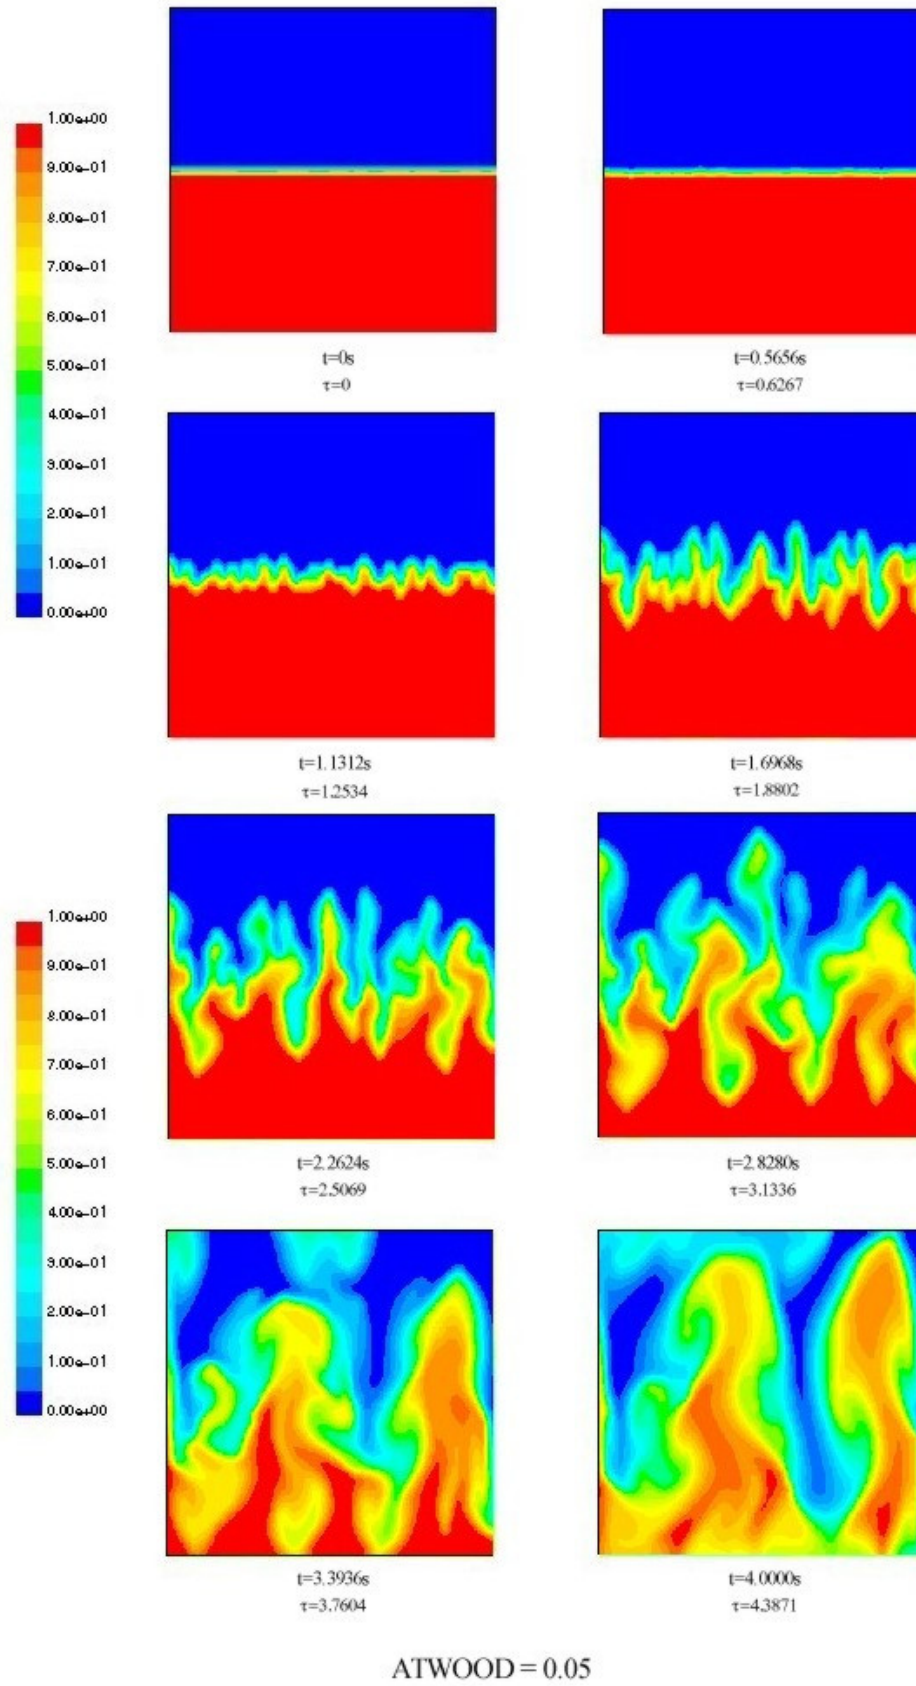 1.00e+00
9.00e-01
8.00e-01
7.00e-01
6.00e-01
5.00e-01
4.00e-01
3.00e-01
2.00e-01
1.00e-01
0.00e+00
t=0s
τ=0
t=0.5656s
τ=0.6267
t=1.1312s
τ=1.2534
t=1.6968s
τ=1.8802
1.00e+00
9.00e-01
8.00e-01
7.00e-01
6.00e-01
5.00e-01
4.00e-01
3.00e-01
2.00e-01
1.00e-01
0.00e+00
t=2.2624s
τ=2.5069
t=2.8280s
τ=3.1336
t=3.3936s
τ=3.7604
t=4.0000s
τ=4.3871
ATWOOD = 0.05